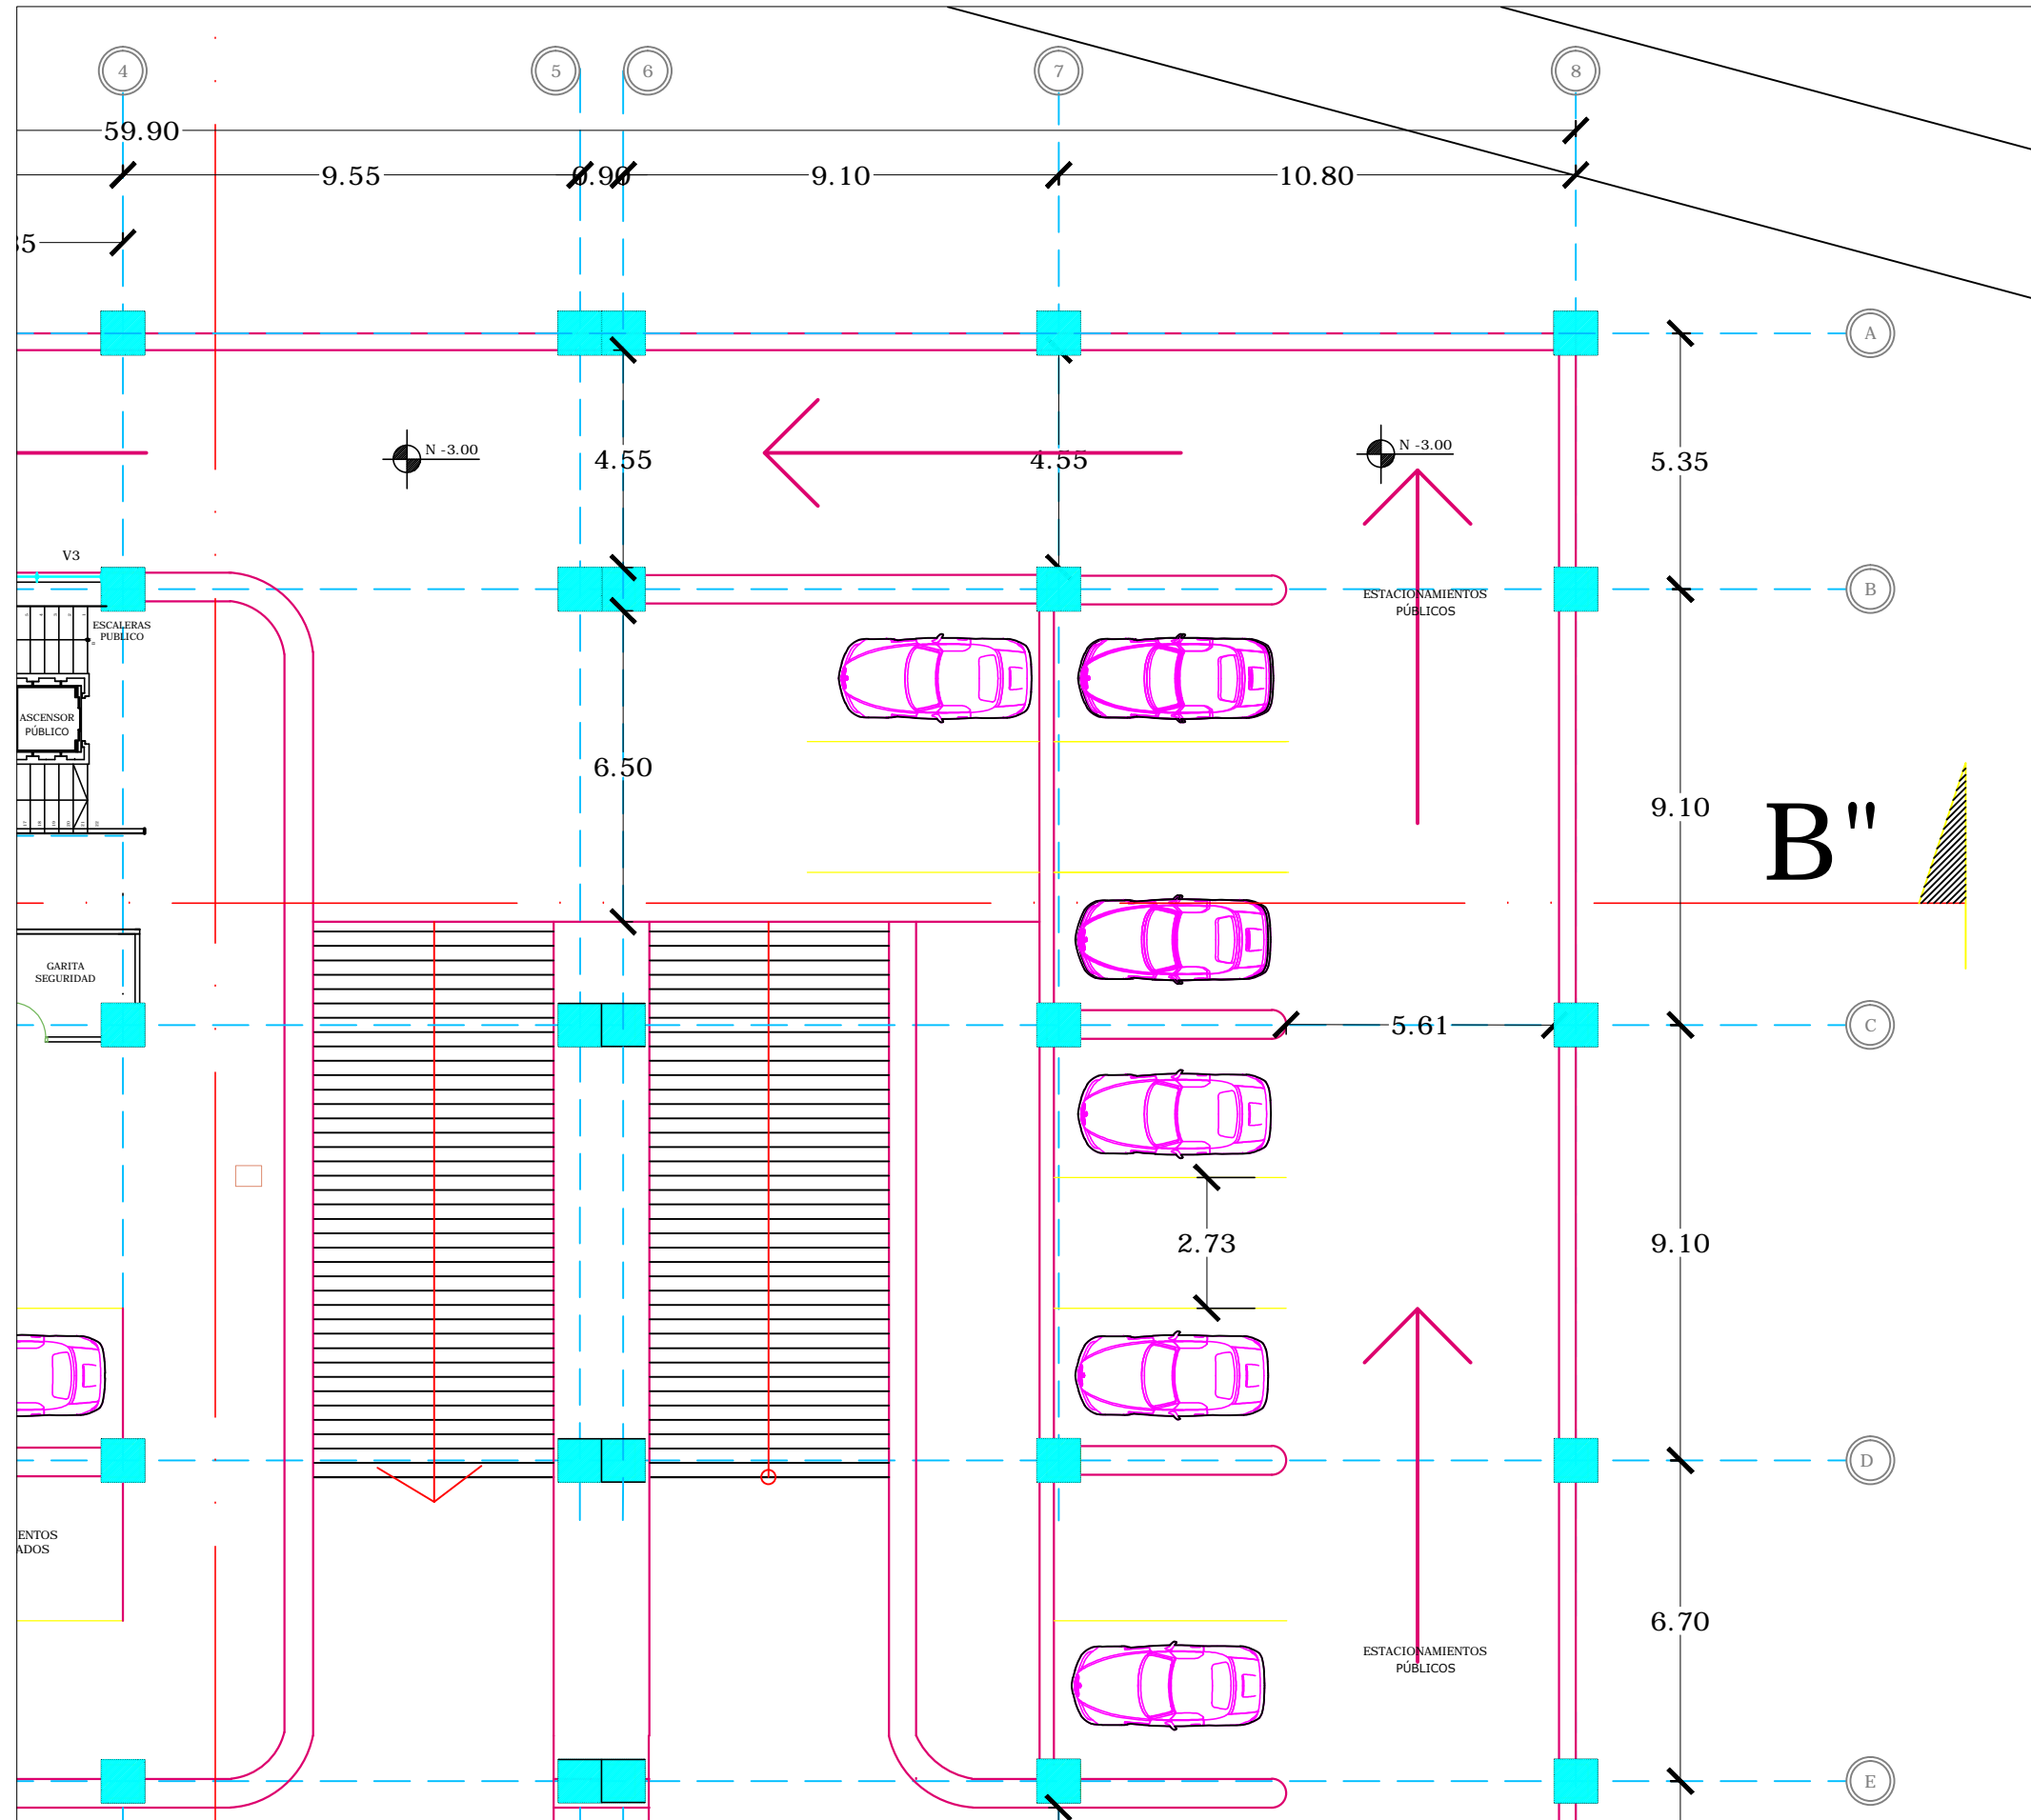 4
5
6
7
8
59.90
9.55
0.90
9.10
10.80
35
A
N -3.00
4.55
4.55
N -3.00
5.35
V3
B
ESTACIONAMIENTOS
PÚBLICOS
ESCALERAS
PUBLICO
ASCENSOR
PÚBLICO
6.50
9.10
B"
GARITA
SEGURIDAD
5.61
C
2.73
9.10
D
ENTOS
ADOS
6.70
ESTACIONAMIENTOS
PÚBLICOS
E